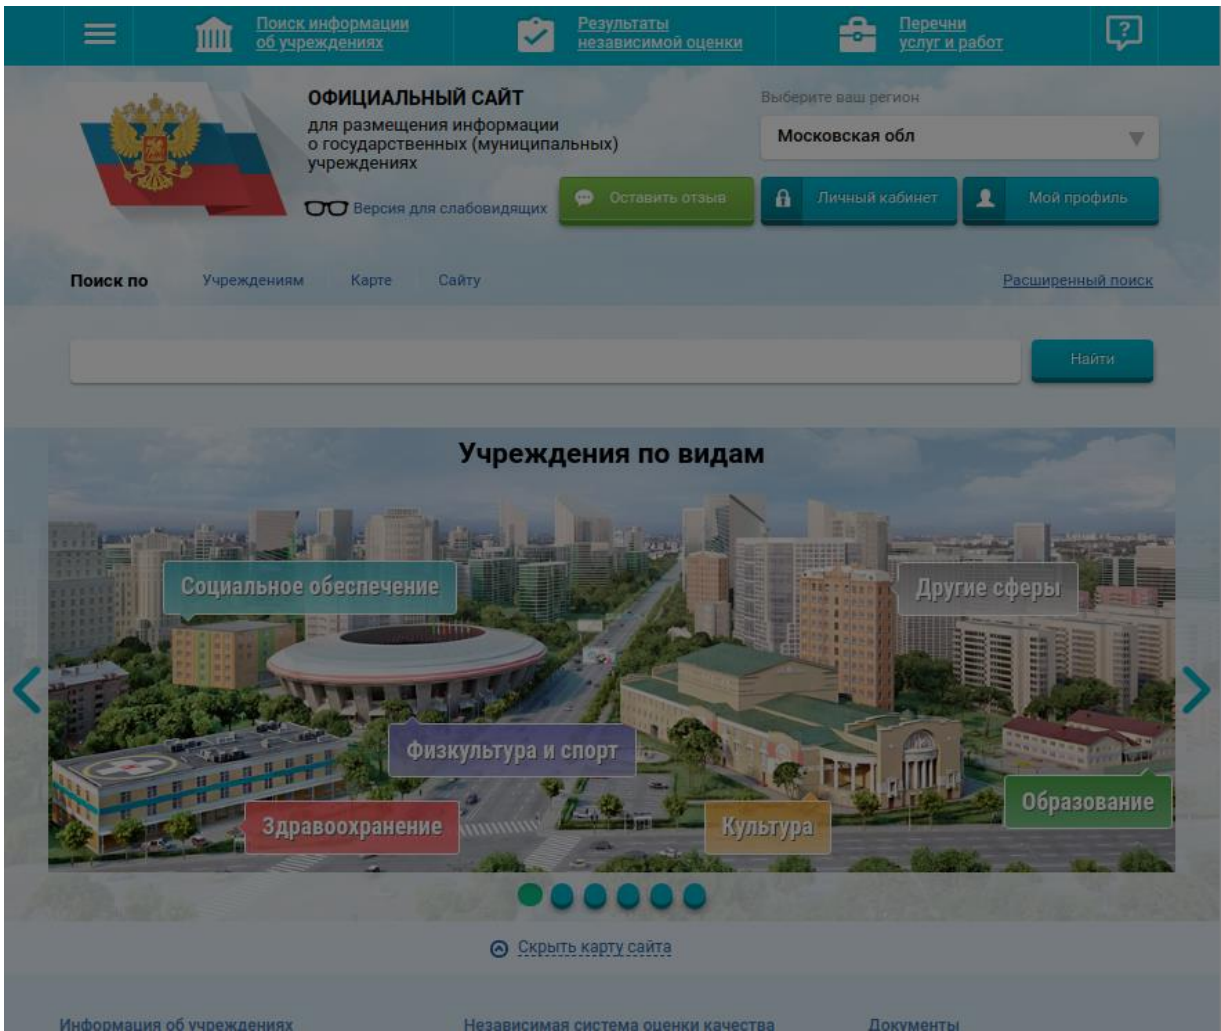 Поиск информации
об учреждениях
Результаты
независимой оценки
Перечни
услуг и работ
?
ОФИЦИАЛЬНЫЙ САЙТ
для размещения информации
о государственных (муниципальных)
учреждениях
Версия для слабовидящих
Выберите ваш регион
Московская обл
Оставить отзыв
Личный кабинет
Мой профиль
Поиск по
Учреждениям
Карте
Сайту
Расширенный поиск
Найти
Учреждения по видам
Социальное обеспечение
Другие сферы
Физкультура и спорт
Образование
Здравоохранение
Культура
Скрыть карту сайта
Информация об учреждениях
Независимая система оценки качества
Документы